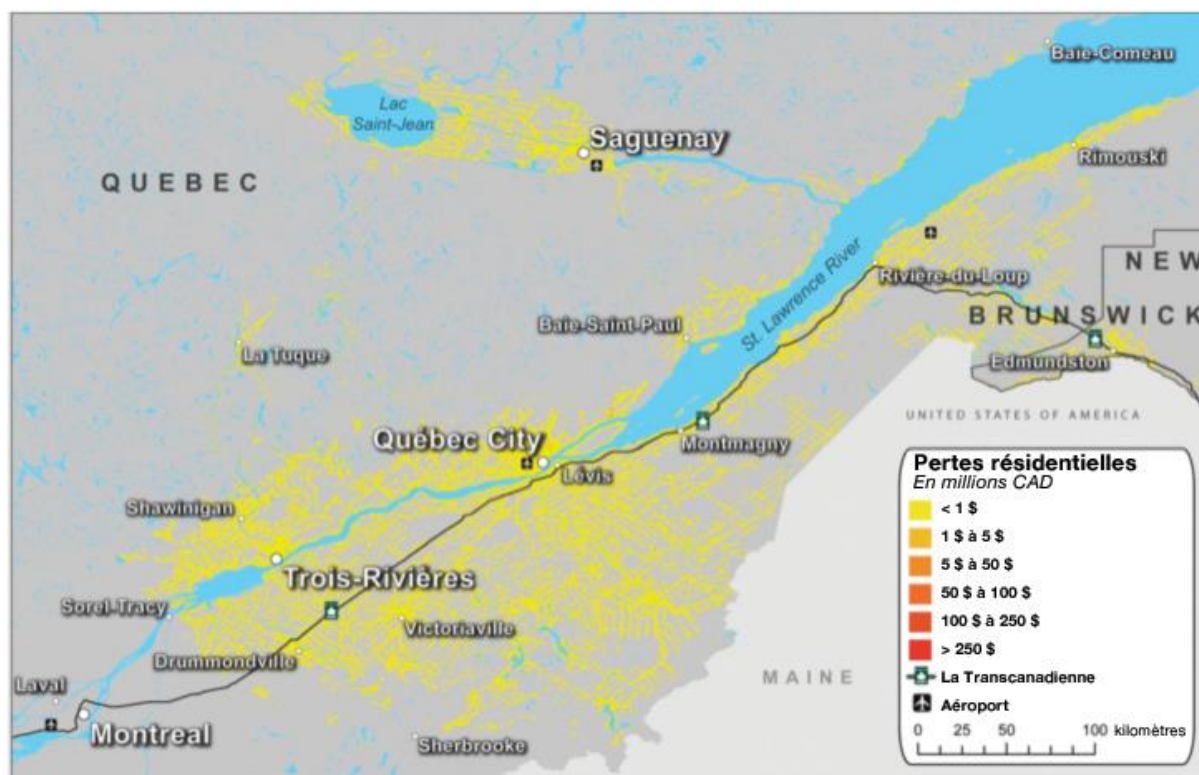 Baie-Comeau
Lac
Saint-Jean
Saguenay
Rimouski
QUEBEC
St. Lawrence River
NEW
Rivière-du-Loup
BRUNSWICK
Baie-Saint-Paul
La Tuque
Edmundston
UNITED STATES OF AMERICA
Québec City
Montmagny
Lévis
Shawinigan
Trois-Rivières
Sorel-Tracy
Victoriaville
Drummondville
MAINE
Laval
Montreal
Sherbrooke
Pertes résidentielles
En millions CAD
< 1 $
1 $ à 5 $
5 $ à 50 $
50 $ à 100 $
100 $ à 250 $
> 250 $
La Transcanadienne
Aéroport
0 25 50 100 kilomètres